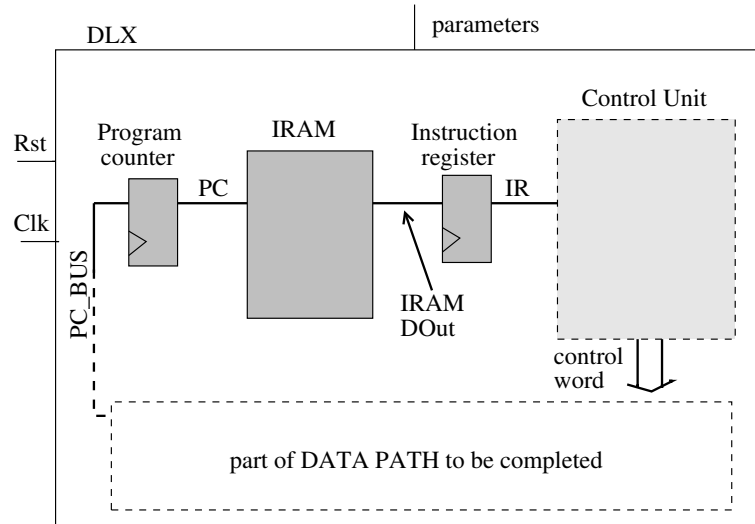 DLX
parameters
Control Unit
Program
counter
IRAM
Instruction
register
Rst
PC
IR
Clk
PC_BUS
IRAM
DOut
control
word
part of DATA PATH to be completed